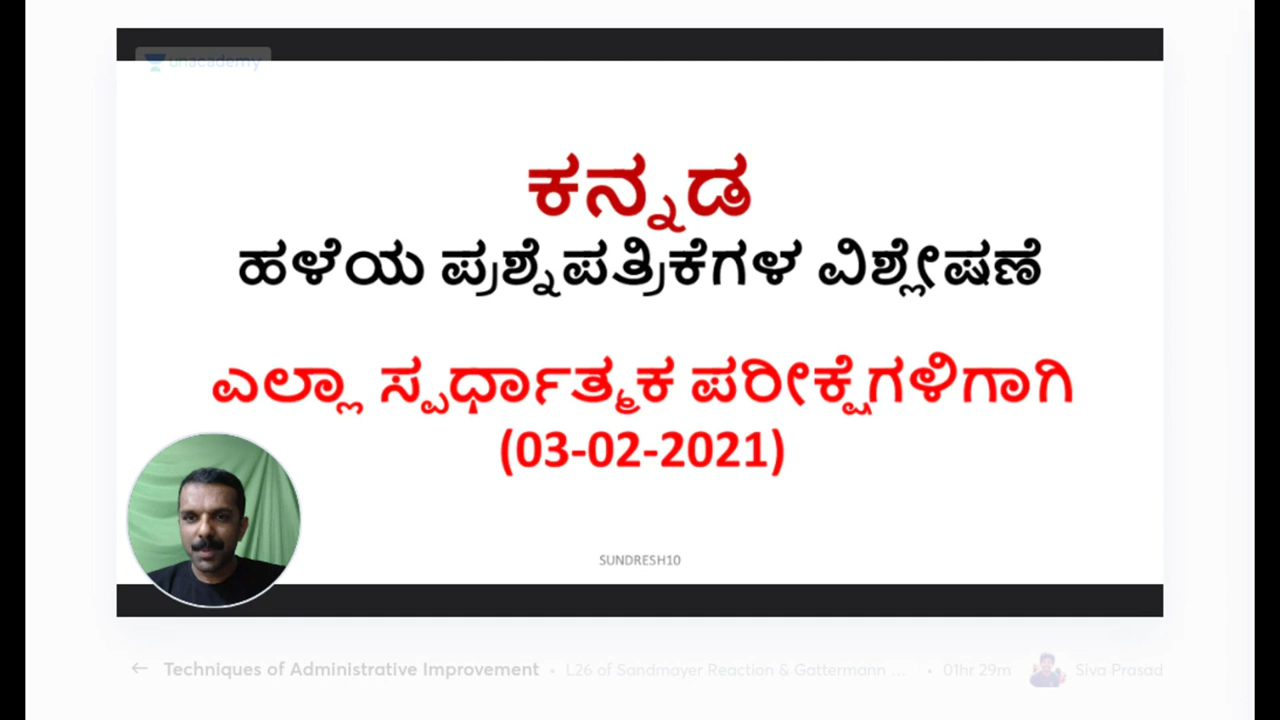 unacademy
ಕನ್ನಡ
ಹಳೆಯ ಪ್ರಶ್ನೆಪತ್ರಿಕೆಗಳ ವಿಶ್ಲೇಷಣೆ
ಎಲ್ಲಾ ಸ್ಪರ್ಧಾತ್ಮಕ ಪರೀಕ್ಷೆಗಳಿಗಾಗಿ
(03-02-2021)
SUNDRESH10
← Techniques of Administrative Improvement • L26 of Sandmayer Reaction & Gattermann ... • 01hr 29m Siva Prasad